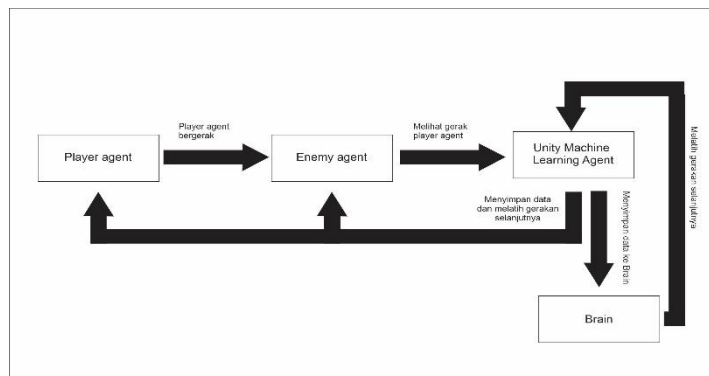 Player agent
Player agent
bergerak
Enemy agent
Melihat gerak
player agent
Unity Machine
Learning Agent
Menyimpan data
dan melatih gerakan
selanjutnya
Menyimpan data ke Brain
Melatih gerakan selanjutnya
Brain